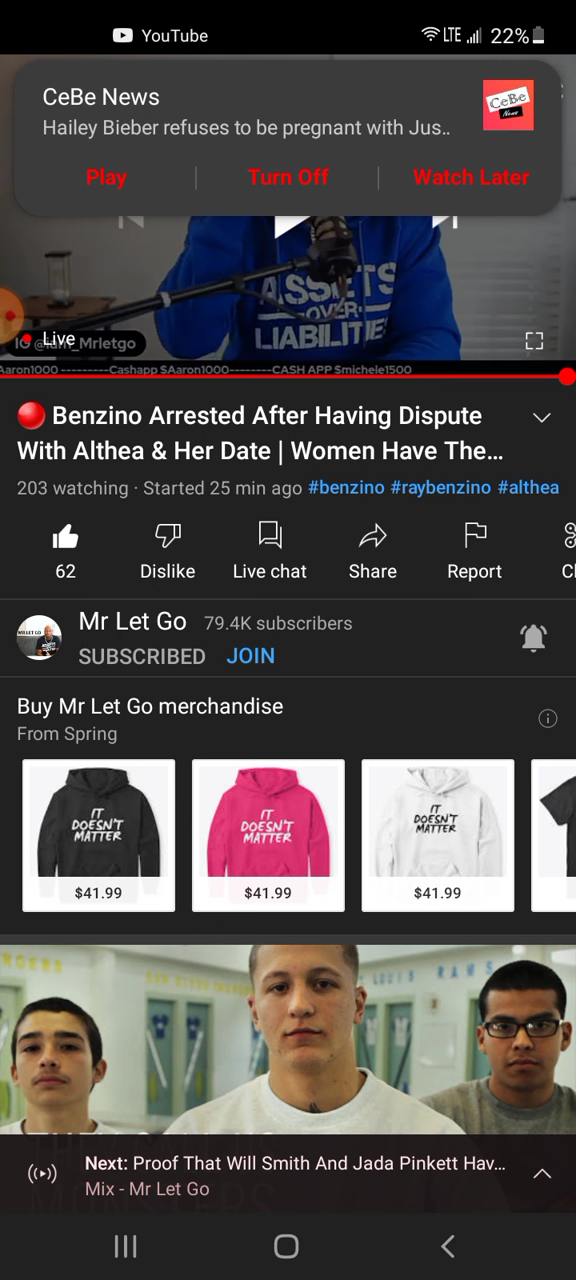 YouTube
LTE
22%
CeBe News
CeBe
News
Hailey Bieber refuses to be pregnant with Jus..
Play
Turn Off
Watch Later
ASSETS
OVER
LIABILITIE
Live
Aaron1000 ---------Cashapp $Aaron1000--------CASH APP $michele1500
Benzino Arrested After Having Dispute
With Althea & Her Date | Women Have The...
203 watching · Started 25 min ago #benzino #raybenzino #althea
62
Dislike
Live chat
Share
Report
Cl
Mr Let Go 79.4K subscribers
SUBSCRIBED JOIN
Buy Mr Let Go merchandise
From Spring
IT
DOESN'T
MATTER
IT
DOESN'T
MATTER
IT
DOESN'T
MATTER
$41.99
$41.99
$41.99
LOUIS RAMS
MONSTERS
Next: Proof That Will Smith And Jada Pinkett Hav...
Mix - Mr Let Go